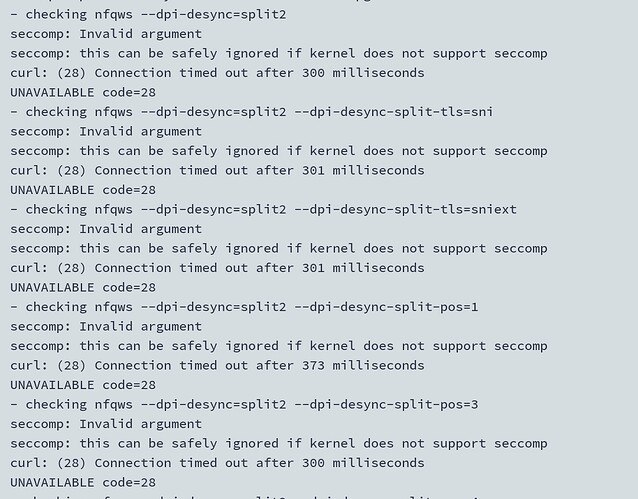 - checking nfqws --dpi-desync=split2
seccomp: Invalid argument
seccomp: this can be safely ignored if kernel does not support seccomp
curl: (28) Connection timed out after 300 milliseconds
UNAVAILABLE code=28
- checking nfqws --dpi-desync=split2 --dpi-desync-split-tls=sni
seccomp: Invalid argument
seccomp: this can be safely ignored if kernel does not support seccomp
curl: (28) Connection timed out after 301 milliseconds
UNAVAILABLE code=28
- checking nfqws --dpi-desync=split2 --dpi-desync-split-tls=sniext
seccomp: Invalid argument
seccomp: this can be safely ignored if kernel does not support seccomp
curl: (28) Connection timed out after 301 milliseconds
UNAVAILABLE code=28
- checking nfqws --dpi-desync=split2 --dpi-desync-split-pos=1
seccomp: Invalid argument
seccomp: this can be safely ignored if kernel does not support seccomp
curl: (28) Connection timed out after 373 milliseconds
UNAVAILABLE code=28
- checking nfqws --dpi-desync=split2 --dpi-desync-split-pos=3
seccomp: Invalid argument
seccomp: this can be safely ignored if kernel does not support seccomp
curl: (28) Connection timed out after 300 milliseconds
UNAVAILABLE code=28